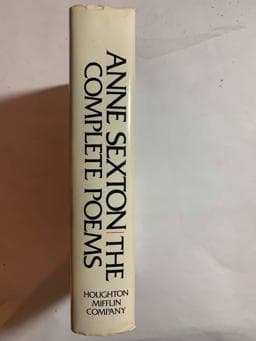 ANNE SEXTON|THE
COMPLETE POEMS
HOUGHTON
MIFFLIN
COMPANY